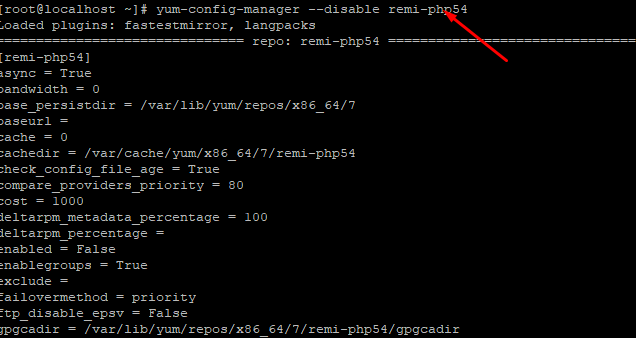 [root@localhost ~]# yum-config-manager --disable remi-php54
Loaded plugins: fastestmirror, langpacks
================================ repo: remi-php54 ================================
[remi-php54]
async = True
bandwidth = 0
base_persistdir = /var/lib/yum/repos/x86_64/7
baseurl =
cache = 0
cachedir = /var/cache/yum/x86_64/7/remi-php54
check_config_file_age = True
compare_providers_priority = 80
cost = 1000
deltarpm_metadata_percentage = 100
deltarpm_percentage =
enabled = False
enablegroups = True
exclude =
failovermethod = priority
ftp_disable_epsv = False
gpgcadir = /var/lib/yum/repos/x86_64/7/remi-php54/gpgcadir